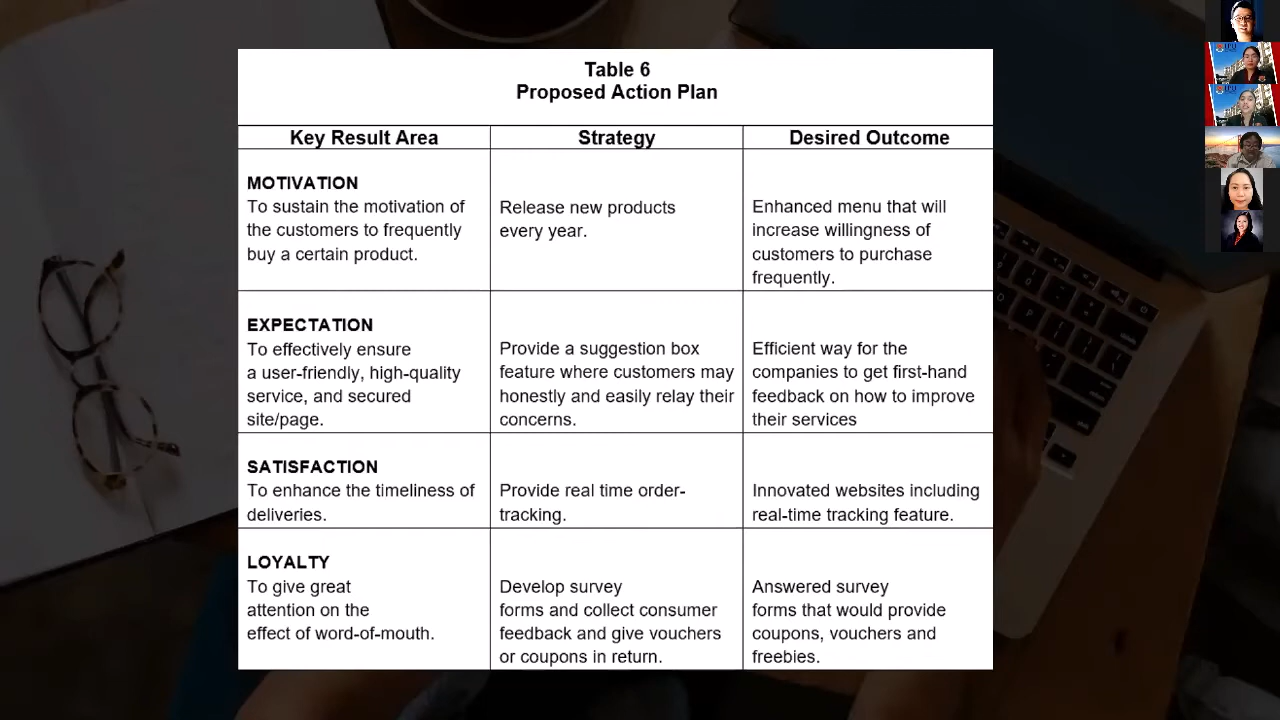 Table 6
Proposed Action Plan
Key Result Area
Strategy
Desired Outcome
MOTIVATION
To sustain the motivation of
the customers to frequently
buy a certain product.
Release new products
every year.
Enhanced menu that will
increase willingness of
customers to purchase
frequently.
EXPECTATION
To effectively ensure
a user-friendly, high-quality
service, and secured
site/page.
Provide a suggestion box
feature where customers may
honestly and easily relay their
concerns.
Efficient way for the
companies to get first-hand
feedback on how to improve
their services
SATISFACTION
To enhance the timeliness of
deliveries.
Provide real time order-
tracking.
Innovated websites including
real-time tracking feature.
LOYALTY
To give great
attention on the
effect of word-of-mouth.
Develop survey
forms and collect consumer
feedback and give vouchers
or coupons in return.
Answered survey
forms that would provide
coupons, vouchers and
freebies.